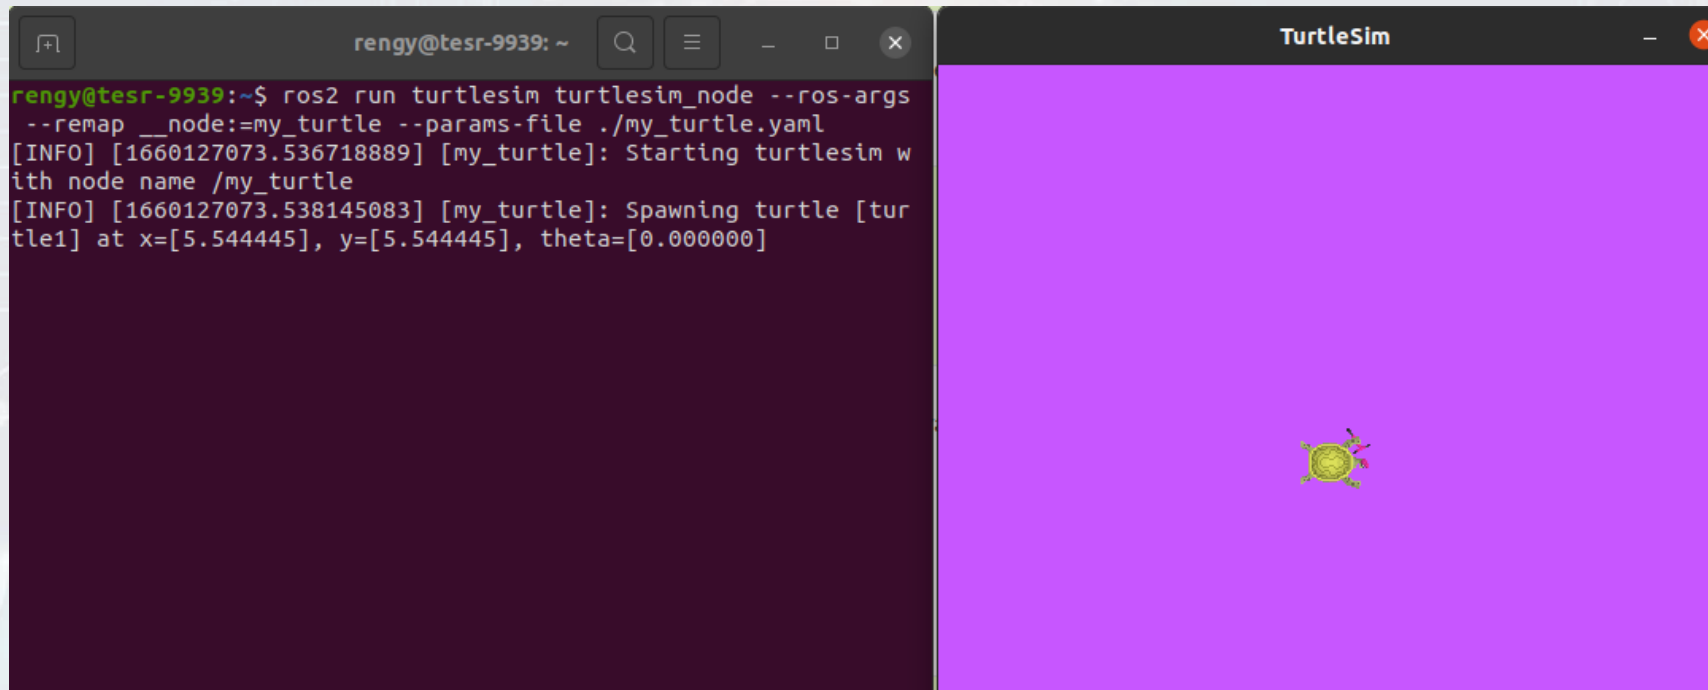 rengy@tesr-9939: ~
rengy@tesr-9939:~$ ros2 run turtlesim turtlesim_node --ros-args
--remap __node:=my_turtle --params-file ./my_turtle.yaml
[INFO] [1660127073.536718889] [my_turtle]: Starting turtlesim w
ith node name /my_turtle
[INFO] [1660127073.538145083] [my_turtle]: Spawning turtle [tur
tle1] at x=[5.544445], y=[5.544445], theta=[0.000000]
TurtleSim